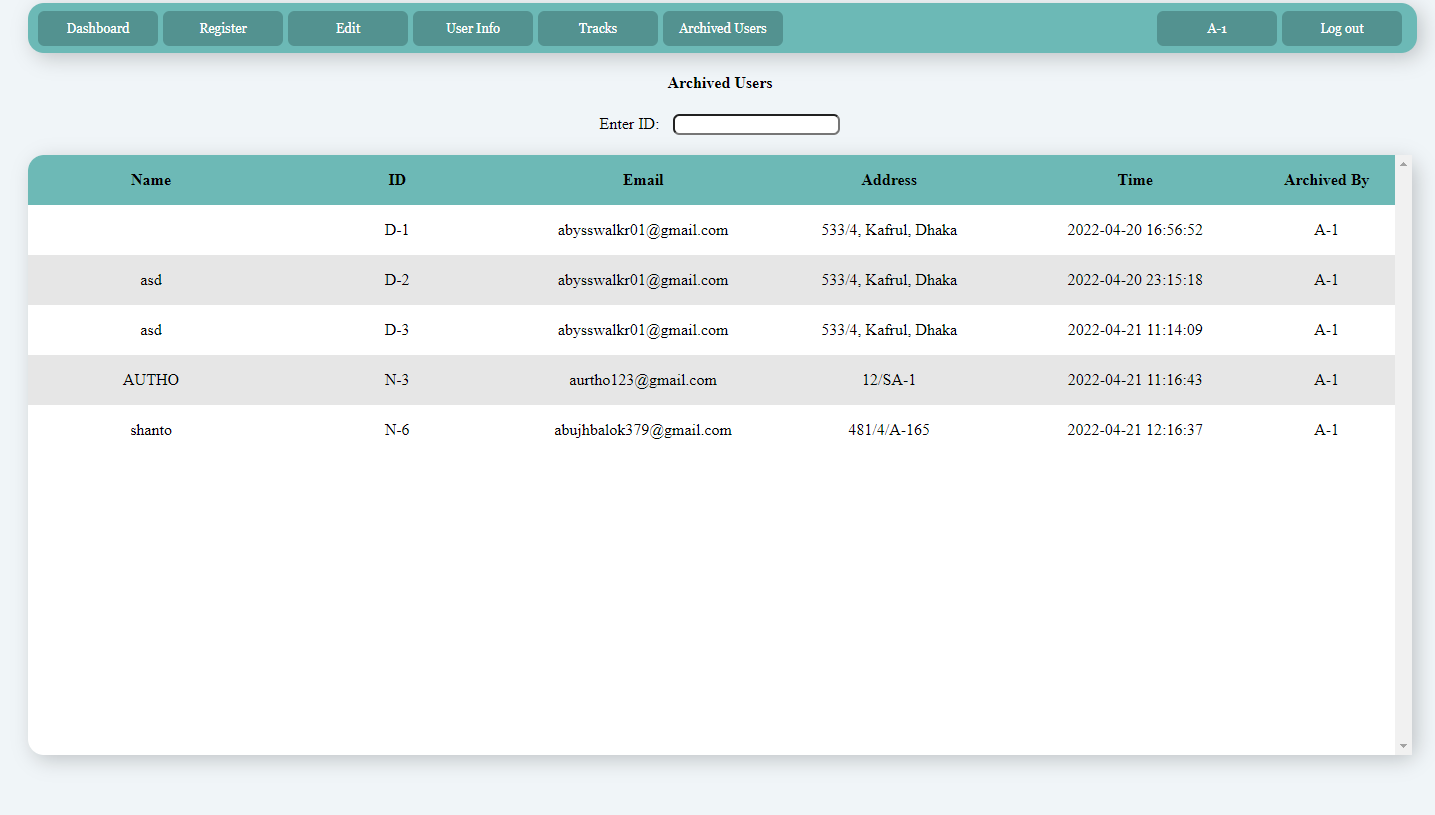 Dashboard Register Edit User Info Tracks Archived Users A-1 Log out
Archived Users
Enter ID:
Name ID Email Address Time Archived By
D-1 abysswalkr01@gmail.com 533/4, Kafrul, Dhaka 2022-04-20 16:56:52 A-1
asd D-2 abysswalkr01@gmail.com 533/4, Kafrul, Dhaka 2022-04-20 23:15:18 A-1
asd D-3 abysswalkr01@gmail.com 533/4, Kafrul, Dhaka 2022-04-21 11:14:09 A-1
AUTHO N-3 aurtho123@gmail.com 12/SA-1 2022-04-21 11:16:43 A-1
shanto N-6 abujhbalok379@gmail.com 481/4/A-165 2022-04-21 12:16:37 A-1